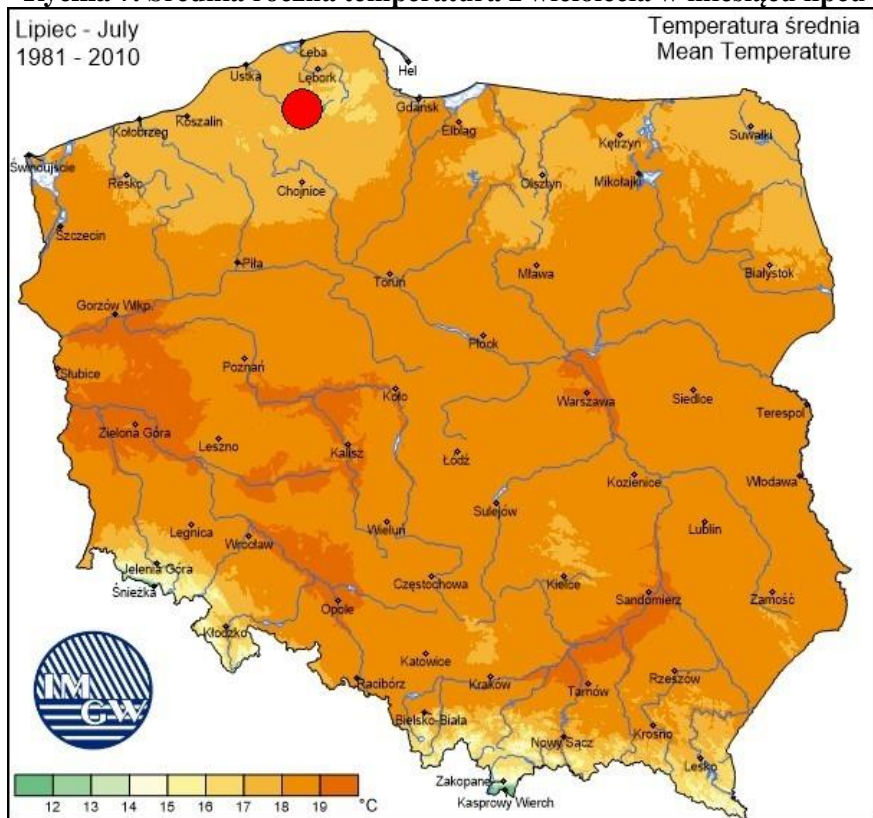 Lipiec - July
1981 - 2010
Temperatura średnia
Mean Temperature
Łeba
Ustka
Lębork
Hel
Gdańsk
Koszalin
Kołobrzeg
Elbląg
Kętrzyn
Suwałki
Świnoujście
Resko
Chojnice
Olsztyn
Mikołajki
Szczecin
Piła
Toruń
Mława
Białystok
Gorzów Wlkp.
Płock
Słubice
Poznań
Koło
Warszawa
Siedlce
Terespol
Zielona Góra
Leszno
Kalisz
Łódź
Kozienice
Włodawa
Sulejów
Legnica
Wrocław
Wieluń
Lublin
Jelenia Góra
Śnieżka
Częstochowa
Kielce
Sandomierz
Zamość
Opole
Kłodzko
Katowice
Racibórz
Kraków
Tarnów
Rzeszów
Bielsko-Biała
Nowy Sącz
Krosno
Lesko
Zakopane
Kasprowy Wierch
IM
GW
12 13 14 15 16 17 18 19 °C